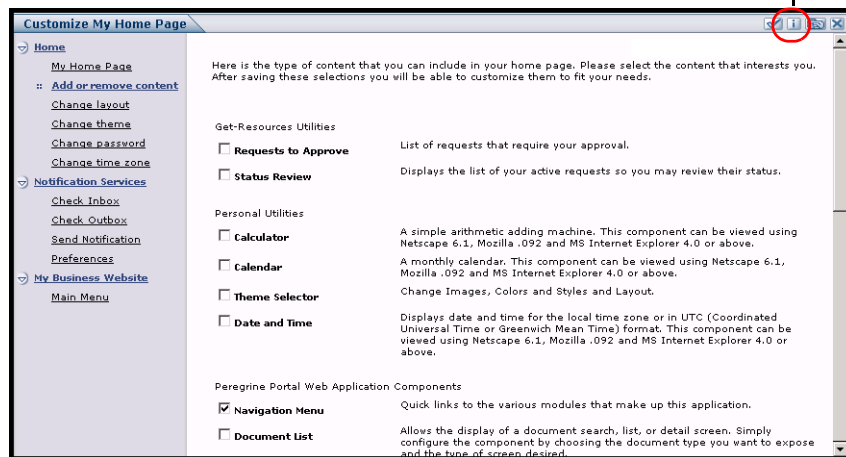 Customize My Home Page
Home
My Home Page
:: Add or remove content
Change layout
Change theme
Change password
Change time zone
Notification Services
Check Inbox
Check Outbox
Send Notification
Preferences
My Business Website
Main Menu
Here is the type of content that you can include in your home page. Please select the content that interests you.
After saving these selections you will be able to customize them to fit your needs.
Get-Resources Utilities
Requests to Approve
List of requests that require your approval.
Status Review
Displays the list of your active requests so you may review their status.
Personal Utilities
Calculator
A simple arithmetic adding machine. This component can be viewed using
Netscape 6.1, Mozilla .092 and MS Internet Explorer 4.0 or above.
Calendar
A monthly calendar. This component can be viewed using Netscape 6.1,
Mozilla .092 and MS Internet Explorer 4.0 or above.
Theme Selector
Change Images, Colors and Styles and Layout.
Date and Time
Displays date and time for the local time zone or in UTC (Coordinated
Universal Time or Greenwich Mean Time) format. This component can be
viewed using Netscape 6.1, Mozilla .092 and MS Internet Explorer 4.0 or
above.
Peregrine Portal Web Application Components
Navigation Menu
Quick links to the various modules that make up this application.
Document List
Allows the display of a document search, list, or detail screen. Simply
configure the component by choosing the document type you want to expose
and the type of screen desired.